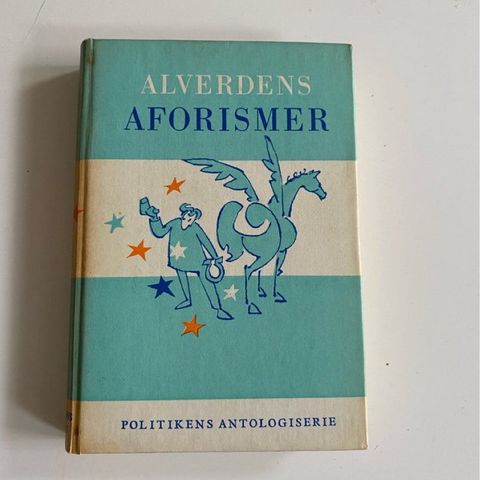 ALVERDENS
AFORISMER
POLITIKENS ANTOLOGISERIE